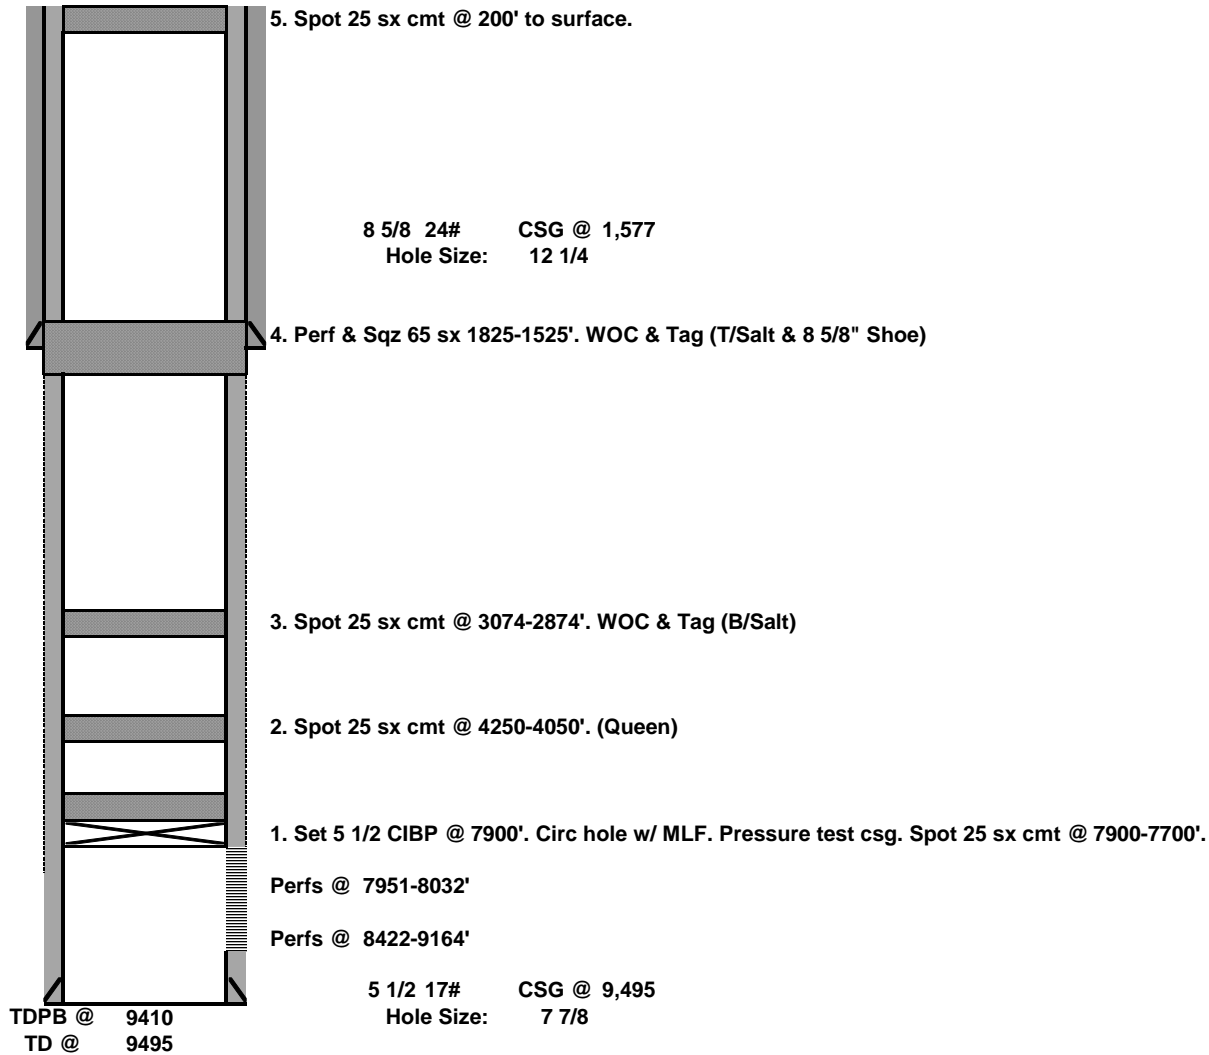 5. Spot 25 sx cmt @ 200' to surface.
8 5/8 24# CSG @ 1,577
Hole Size: 12 1/4
4. Perf & Sqz 65 sx 1825-1525'. WOC & Tag (T/Salt & 8 5/8" Shoe)
3. Spot 25 sx cmt @ 3074-2874'. WOC & Tag (B/Salt)
2. Spot 25 sx cmt @ 4250-4050'. (Queen)
1. Set 5 1/2 CIBP @ 7900'. Circ hole w/ MLF. Pressure test csg. Spot 25 sx cmt @ 7900-7700'.
Perfs @ 7951-8032'
Perfs @ 8422-9164'
5 1/2 17# CSG @ 9,495
Hole Size: 7 7/8
TDPB @ 9410
TD @ 9495